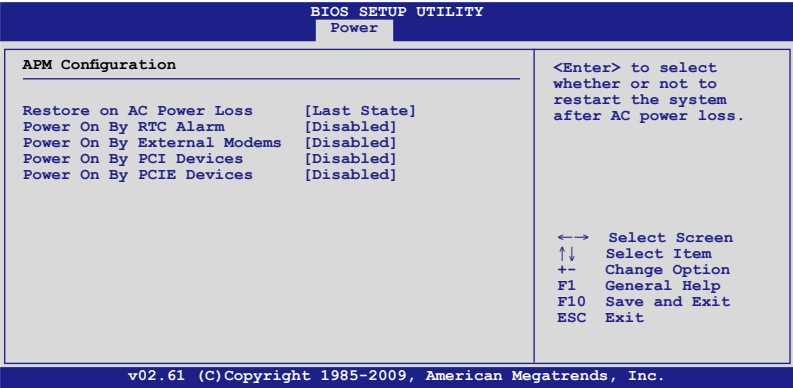 BIOS SETUP UTILITY
Power
APM Configuration
Restore on AC Power Loss [Last State]
Power On By RTC Alarm [Disabled]
Power On By External Modems [Disabled]
Power On By PCI Devices [Disabled]
Power On By PCIE Devices [Disabled]
<Enter> to select
whether or not to
restart the system
after AC power loss.
←→ Select Screen
↑↓ Select Item
+- Change Option
F1 General Help
F10 Save and Exit
ESC Exit
v02.61 (C)Copyright 1985-2009, American Megatrends, Inc.